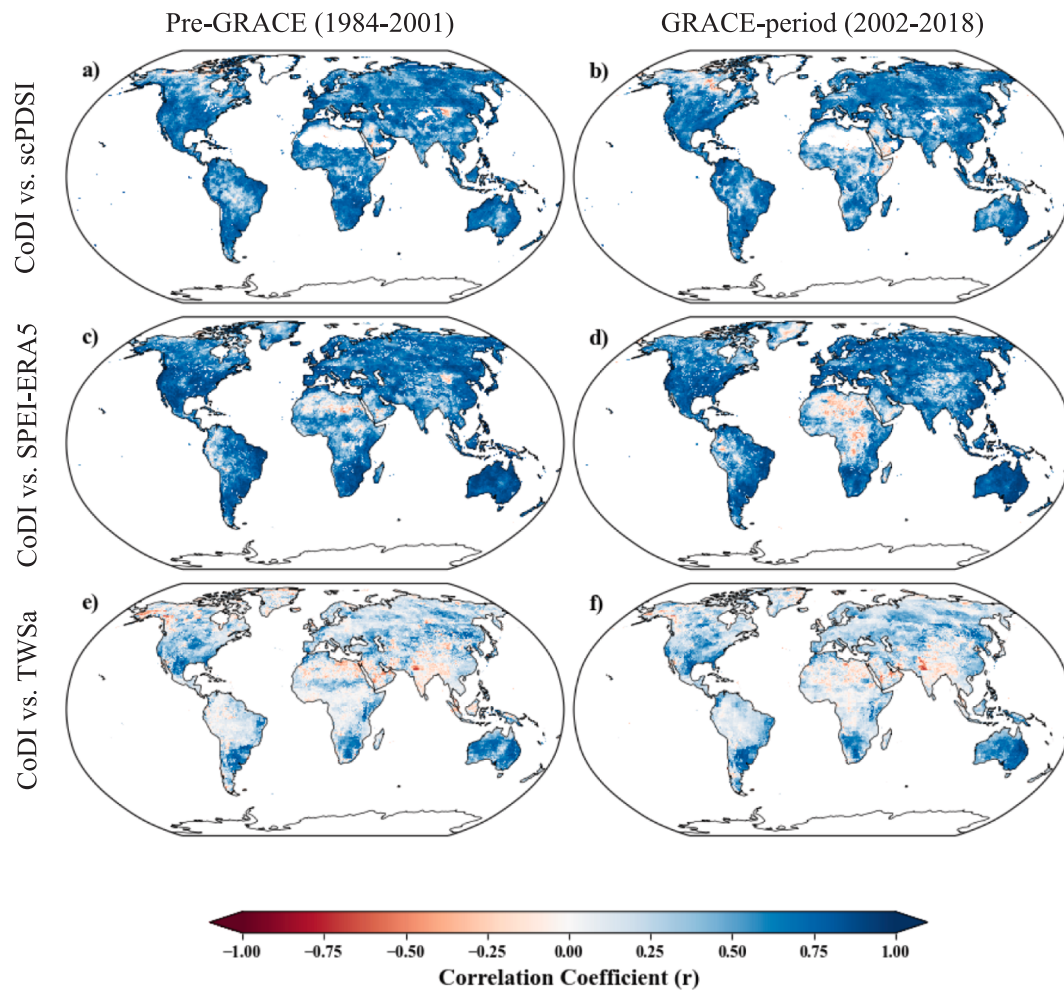 Pre-GRACE (1984-2001)
GRACE-period (2002-2018)
CoDI vs. scPDSI
a)
b)
CoDI vs. SPEI-ERA5
c)
d)
CoDI vs. TWSa
e)
f)
−1.00 −0.75 −0.50 −0.25 0.00 0.25 0.50 0.75 1.00
Correlation Coefficient (r)